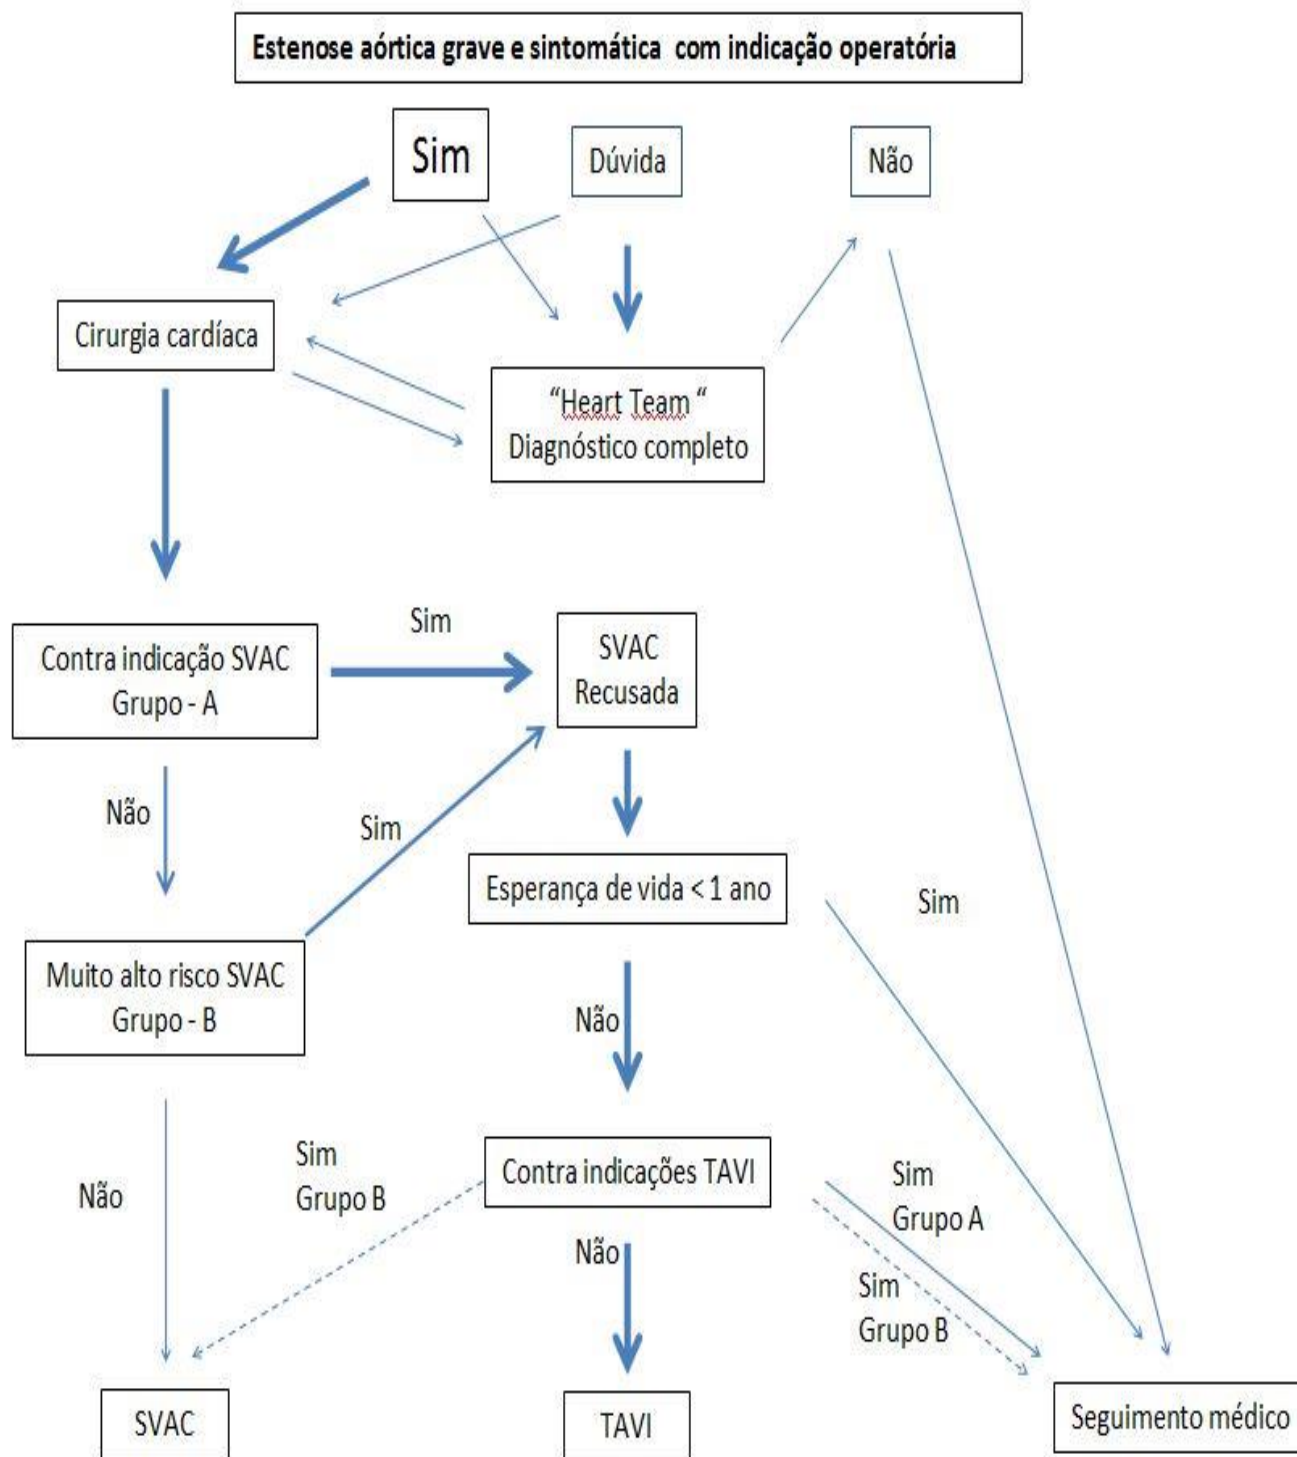 Estenose aórtica grave e sintomática com indicação operatória
Sim
Dúvida
Não
Cirurgia cardíaca
“Heart Team “
Diagnóstico completo
Sim
Contra indicação SVAC
Grupo - A
SVAC
Recusada
Não
Sim
Esperança de vida < 1 ano
Sim
Muito alto risco SVAC
Grupo - B
Não
Sim
Grupo B
Contra indicações TAVI
Sim
Grupo A
Não
Não
Sim
Grupo B
SVAC
TAVI
Seguimento médico